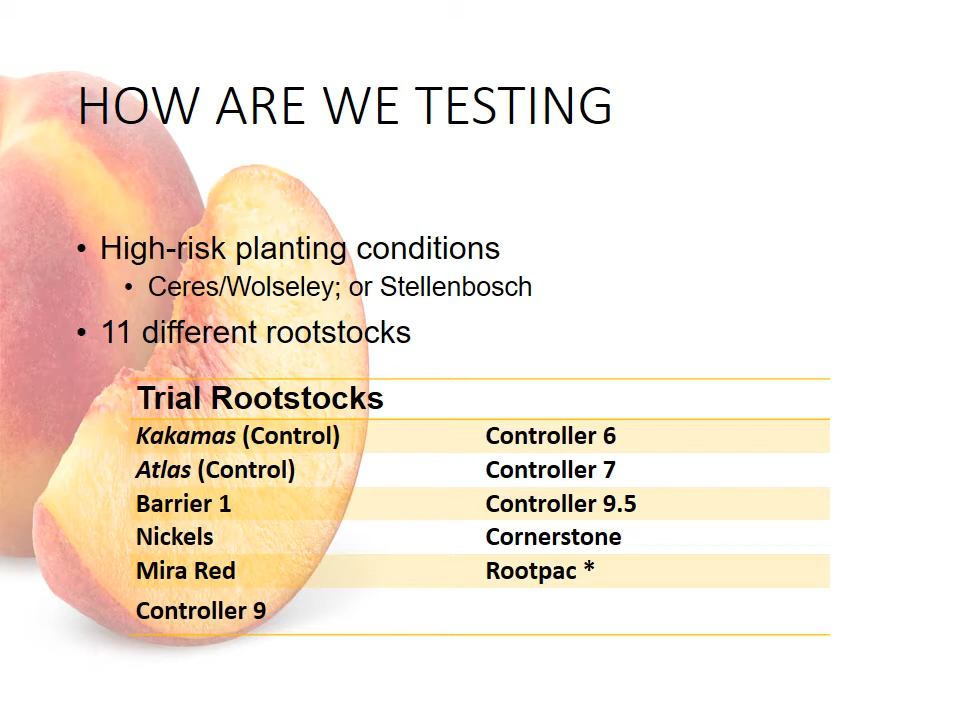 HOW ARE WE TESTING
• High-risk planting conditions
• Ceres/Wolseley; or Stellenbosch
• 11 different rootstocks
Trial Rootstocks
Kakamas (Control) Controller 6
Atlas (Control) Controller 7
Barrier 1 Controller 9.5
Nickels Cornerstone
Mira Red Rootpac *
Controller 9